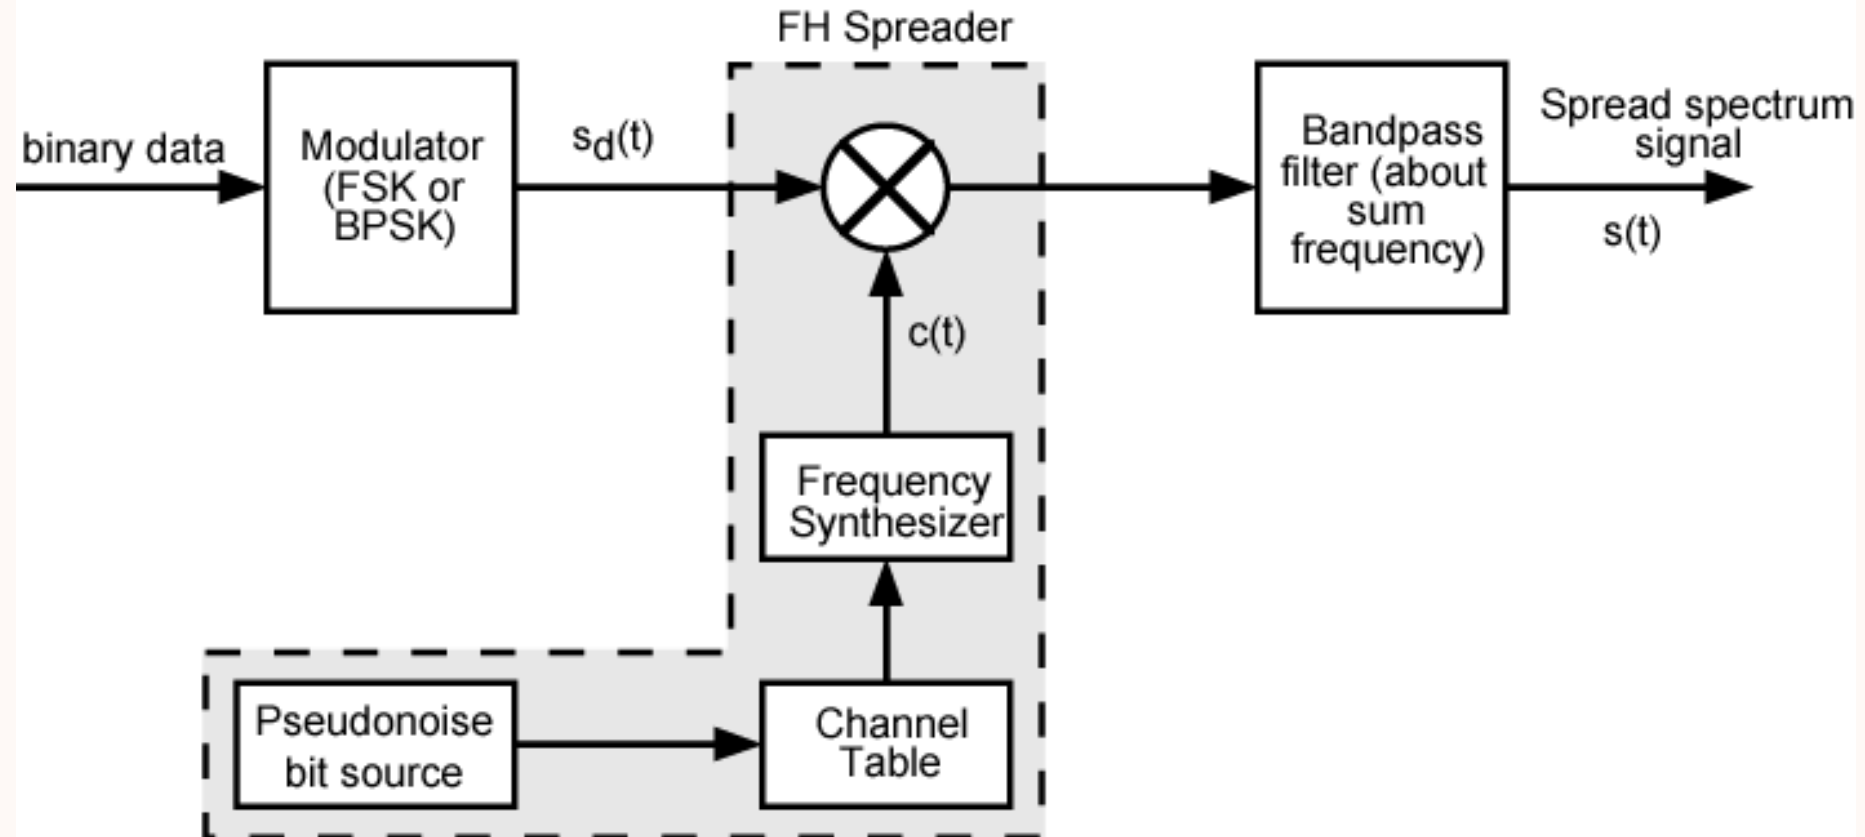 FH Spreader
binary data
Modulator
(FSK or
BPSK)
sd(t)
Bandpass
filter (about
sum
frequency)
Spread spectrum
signal
s(t)
c(t)
Frequency
Synthesizer
Pseudonoise
bit source
Channel
Table